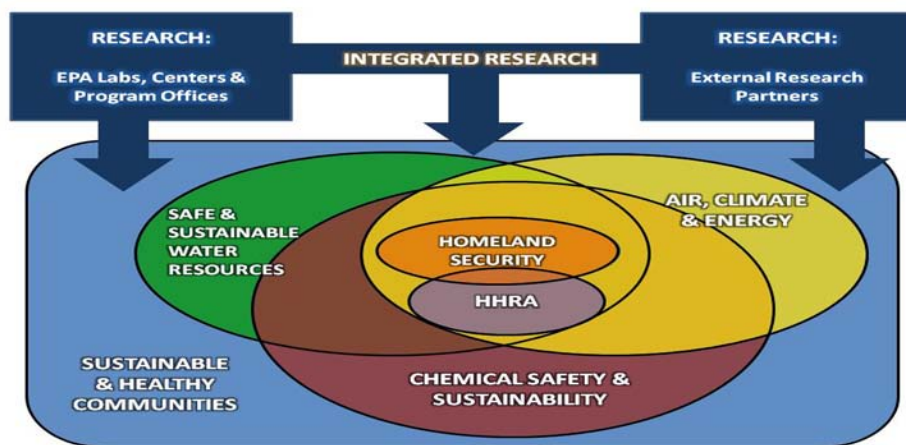 RESEARCH:
EPA Labs, Centers &
Program Offices
INTEGRATED RESEARCH
RESEARCH:
External Research
Partners
SAFE &
SUSTAINABLE
WATER
RESOURCES
AIR, CLIMATE
& ENERGY
HOMELAND
SECURITY
HHRA
SUSTAINABLE
& HEALTHY
COMMUNITIES
CHEMICAL SAFETY &
SUSTAINABILITY